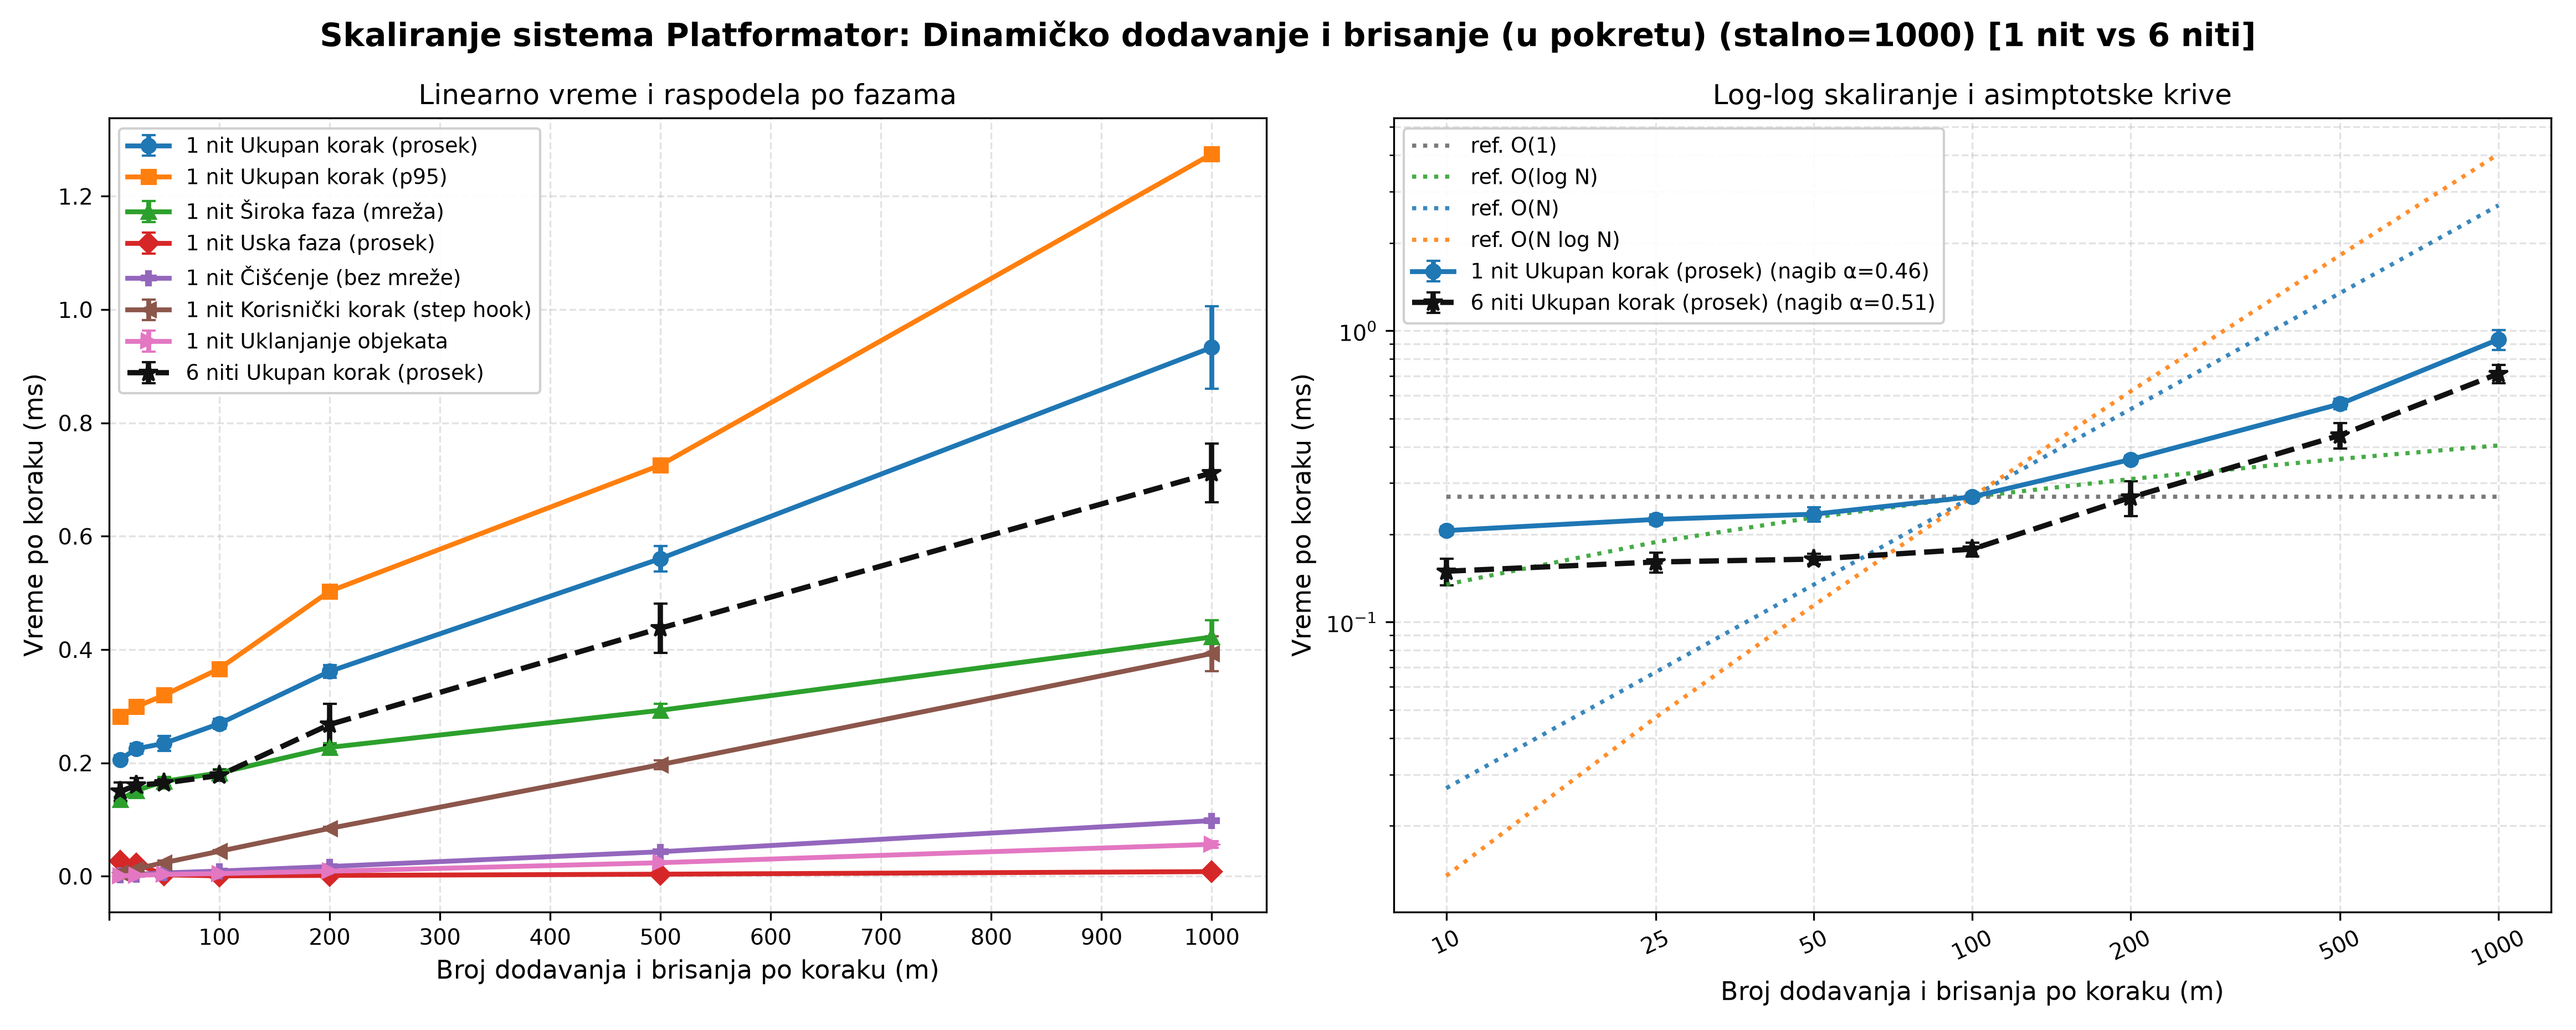 Skaliranje sistema Platformator: Dinamičko dodavanje i brisanje (u pokretu) (stalno=1000) [1 nit vs 6 niti]
Linearno vreme i raspodela po fazama
1 nit Ukupan korak (prosek)
1 nit Ukupan korak (p95)
1 nit Široka faza (mreža)
1 nit Uska faza (prosek)
1 nit Čišćenje (bez mreže)
1 nit Korisnički korak (step hook)
1 nit Uklanjanje objekata
6 niti Ukupan korak (prosek)
Vreme po koraku (ms)
1.2
1.0
0.8
0.6
0.4
0.2
0.0
100 200 300 400 500 600 700 800 900 1000
Broj dodavanja i brisanja po koraku (m)
Log-log skaliranje i asimptotske krive
ref. O(1)
ref. O(log N)
ref. O(N)
ref. O(N log N)
1 nit Ukupan korak (prosek) (nagib α=0.46)
6 niti Ukupan korak (prosek) (nagib α=0.51)
Vreme po koraku (ms)
10⁰
10⁻¹
10 25 50 100 200 500 1000
Broj dodavanja i brisanja po koraku (m)